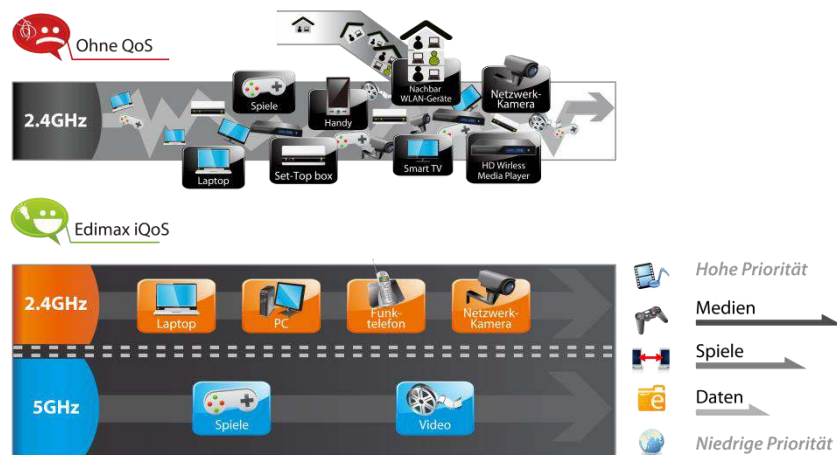 Ohne QoS
2.4GHz
Spiele
Handy
Nachbar
WLAN-Geräte
Netzwerk-
Kamera
Laptop
Set-Top box
Smart TV
HD Wirless
Media Player
Edimax iQoS
2.4GHz
Laptop
PC
Funk-
telefon
Netzwerk-
Kamera
5GHz
Spiele
Video
Hohe Priorität
Medien
Spiele
Daten
e
Niedrige Priorität